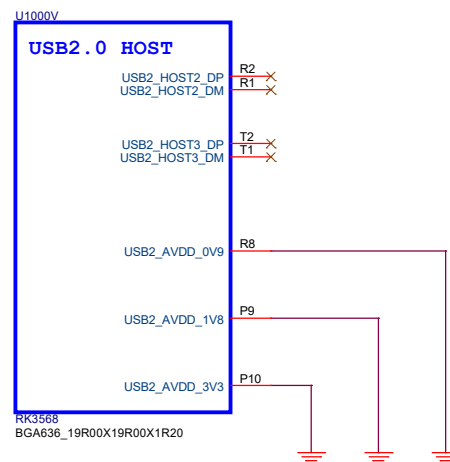 U1000V
USB2.0 HOST
USB2_HOST2_DP R2
USB2_HOST2_DM R1
USB2_HOST3_DP T2
USB2_HOST3_DM T1
USB2_AVDD_0V9 R8
USB2_AVDD_1V8 P9
USB2_AVDD_3V3 P10
RK3568
BGA636_19R00X19R00X1R20